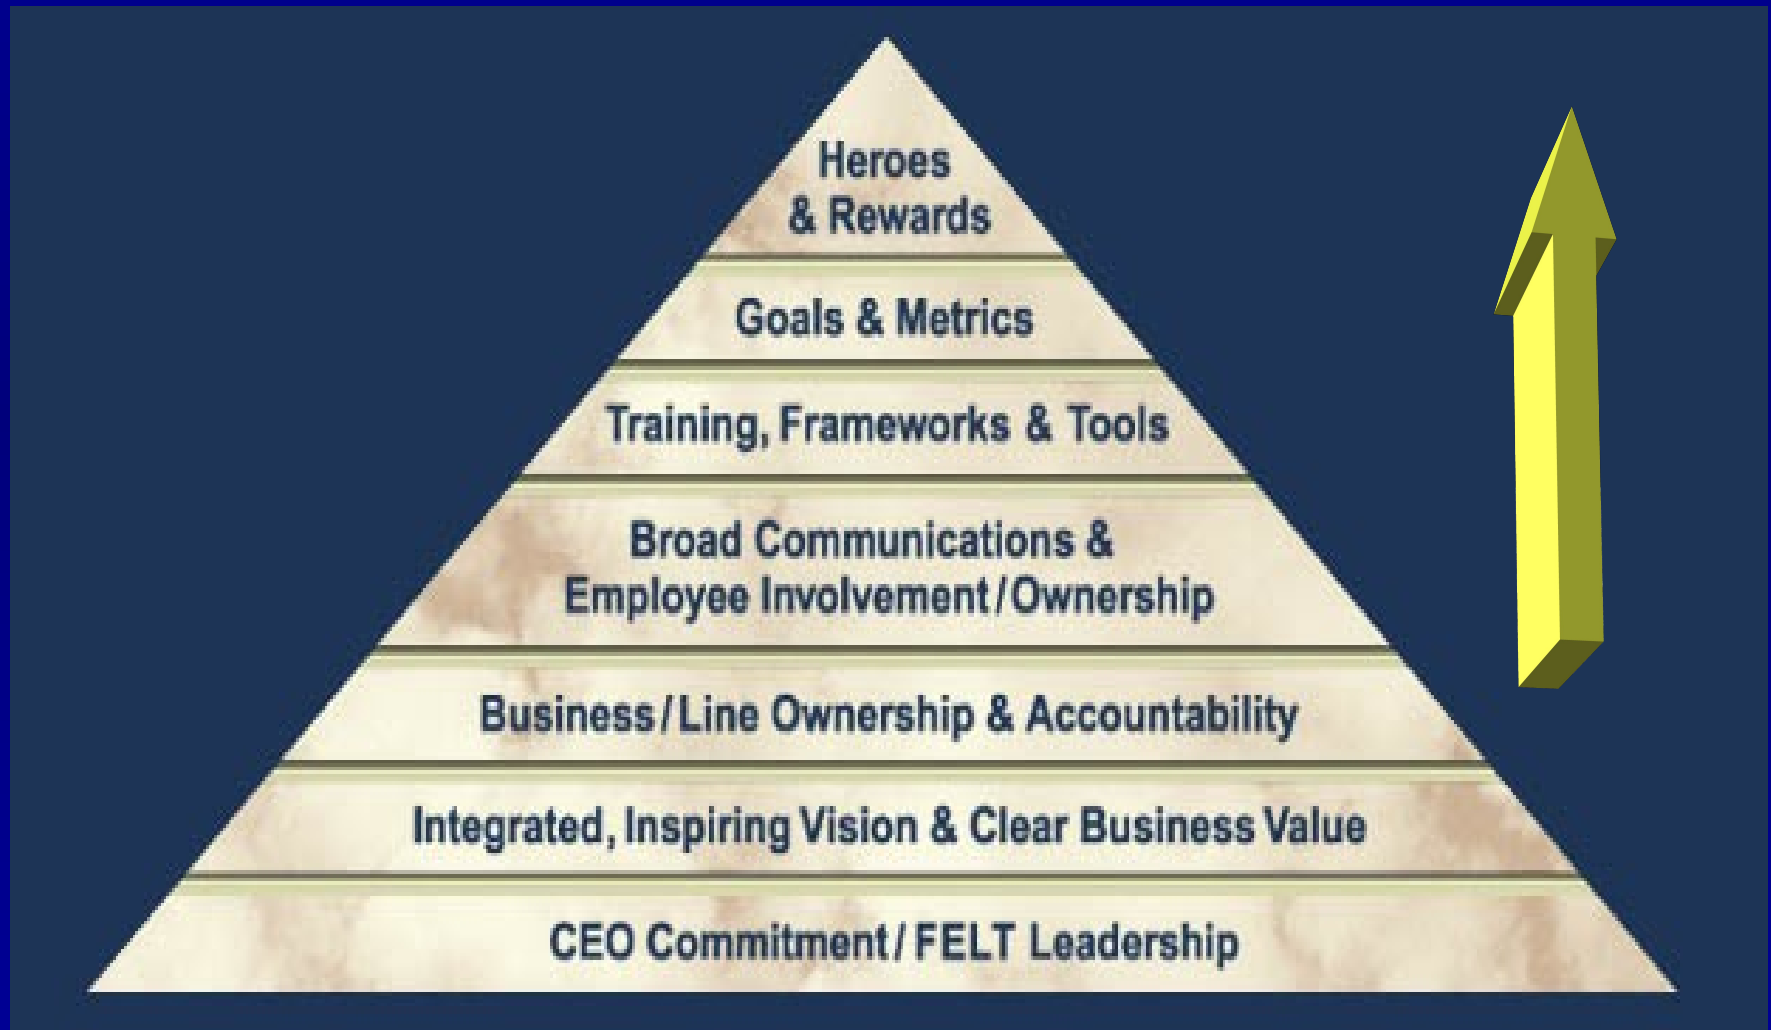 Heroes
& Rewards
Goals & Metrics
Training, Frameworks & Tools
Broad Communications &
Employee Involvement/Ownership
Business/Line Ownership & Accountability
Integrated, Inspiring Vision & Clear Business Value
CEO Commitment/FELT Leadership